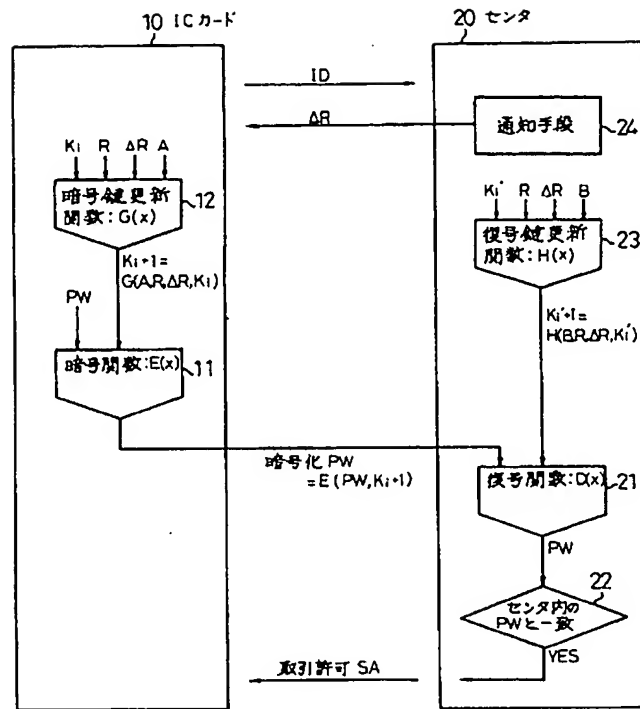 10 ICカード
20 センタ
ID
ΔR
通知手段
24
Ki R ΔR A
暗号鍵更新
関数:G(x)
12
Ki' R ΔR B
復号鍵更新
関数:H(x)
23
Ki+1=
G(A,R,ΔR,Ki)
PW
Ki'+1=
H(B,R,ΔR,Ki')
暗号関数:E(x)
11
暗号化PW
=E(PW,Ki+1)
復号関数:D(x)
21
PW
22
センタ内の
PWと一致
YES
取引許可 SA